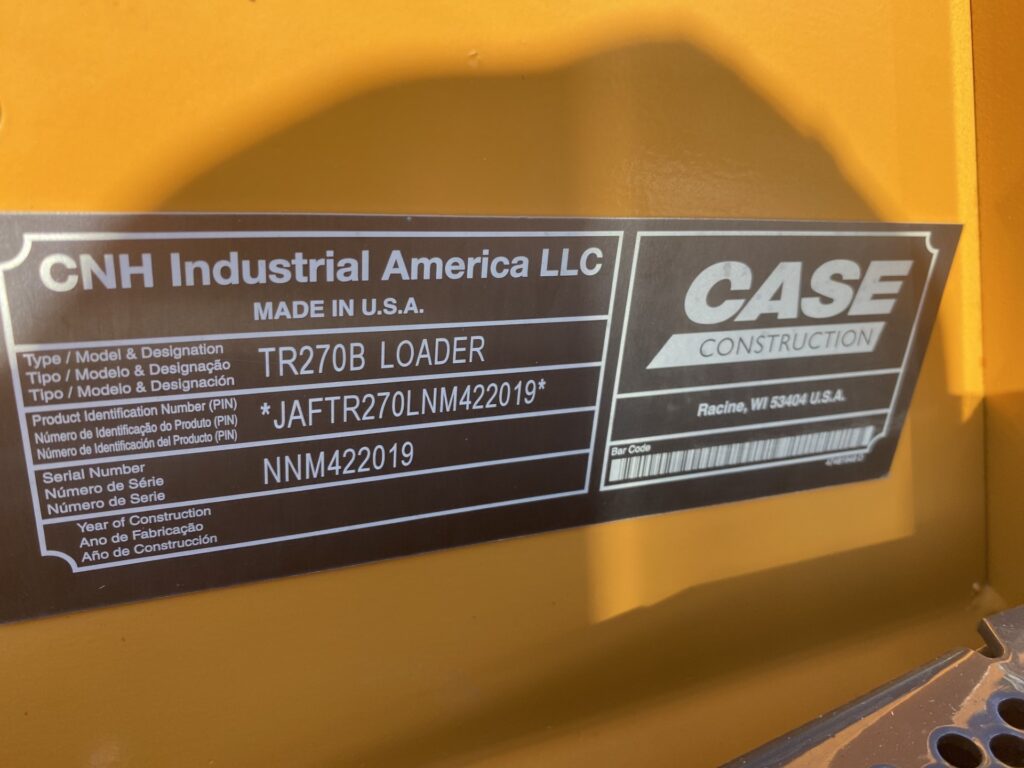 CNH Industrial America LLC
MADE IN U.S.A.
Type / Model & Designation
Tipo / Modelo & Designação
Tipo / Modelo & Designación
TR270B LOADER
Product Identification Number (PIN)
Número de Identificação do Produto (PIN)
Número de Identificación del Producto (PIN)
*JAFTR270LNM422019*
Serial Number
Número de Série
Número de Serie
NNM422019
Year of Construction
Ano de Fabricação
Año de Construcción
CASE
CONSTRUCTION
Racine, WI 53404 U.S.A.
Bar Code